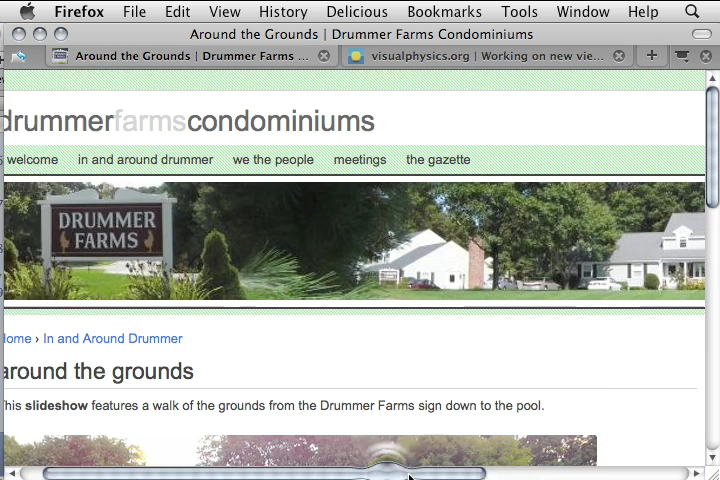 Firefox File Edit View History Delicious Bookmarks Tools Window Help
Around the Grounds | Drummer Farms Condominiums
Around the Grounds | Drummer Farms ... visualphysics.org | Working on new vie...
drummerfarmscondominiums
welcome in and around drummer we the people meetings the gazette
DRUMMER
FARMS
ome › In and Around Drummer
around the grounds
his slideshow features a walk of the grounds from the Drummer Farms sign down to the pool.